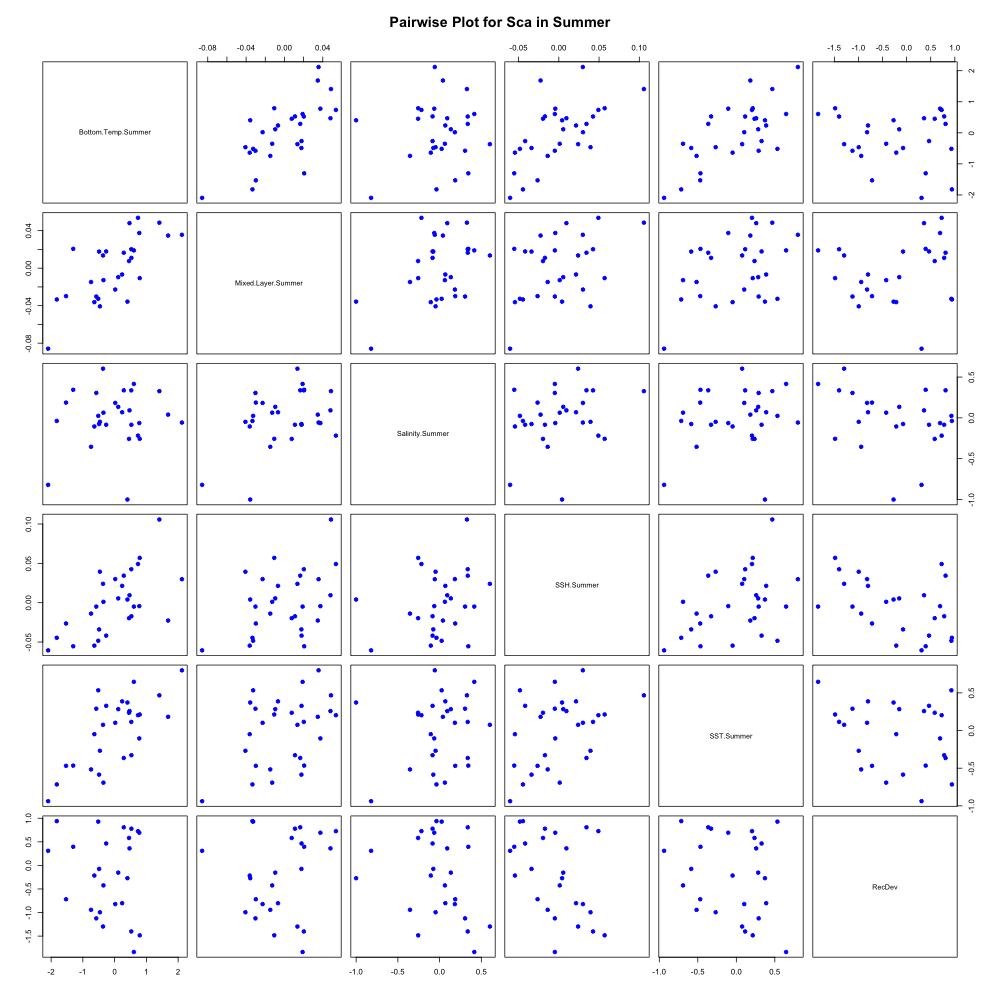 Pairwise Plot for Sca in Summer
-0.08 -0.04 0.00 0.04
-0.05 0.00 0.05 0.10
-1.5 -1.0 -0.5 0.0 0.5 1.0
Bottom.Temp.Summer
-2 -1 0 1 2
-0.08 -0.04 0.00 0.04
Mixed.Layer.Summer
Salinity.Summer
-1.0 -0.5 0.0 0.5
-0.05 0.00 0.05 0.10
SSH.Summer
SST.Summer
-1.0 -0.5 0.0 0.5
-1.5 -1.0 -0.5 0.0 0.5 1.0
RecDev
-2 -1 0 1 2
-1.0 -0.5 0.0 0.5
-1.0 -0.5 0.0 0.5